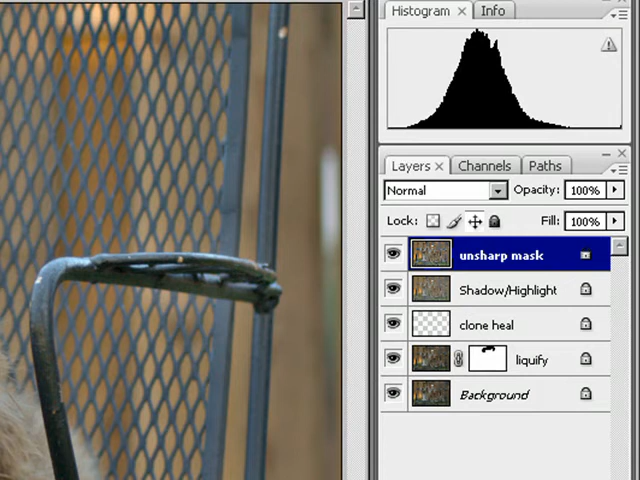 Histogram × Info
Layers × Channels Paths
Normal Opacity: 100%
Lock: Fill: 100%
unsharp mask
Shadow/Highlight
clone heal
liquify
Background